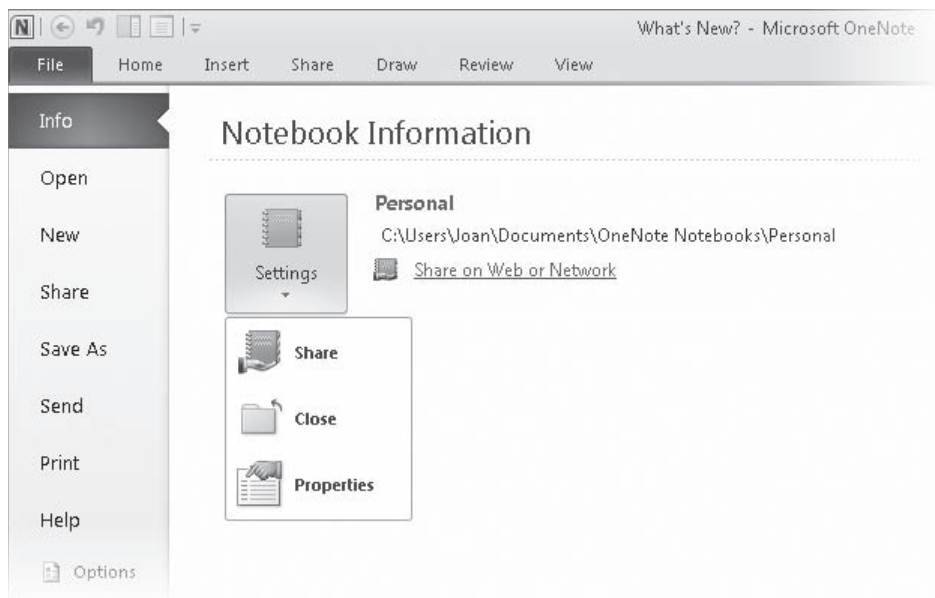 What's New? - Microsoft OneNote
File Home Insert Share Draw Review View
Info
Open
New
Share
Save As
Send
Print
Help
Options
Notebook Information
Settings
Personal
C:\Users\Joan\Documents\OneNote Notebooks\Personal
Share on Web or Network
Share
Close
Properties